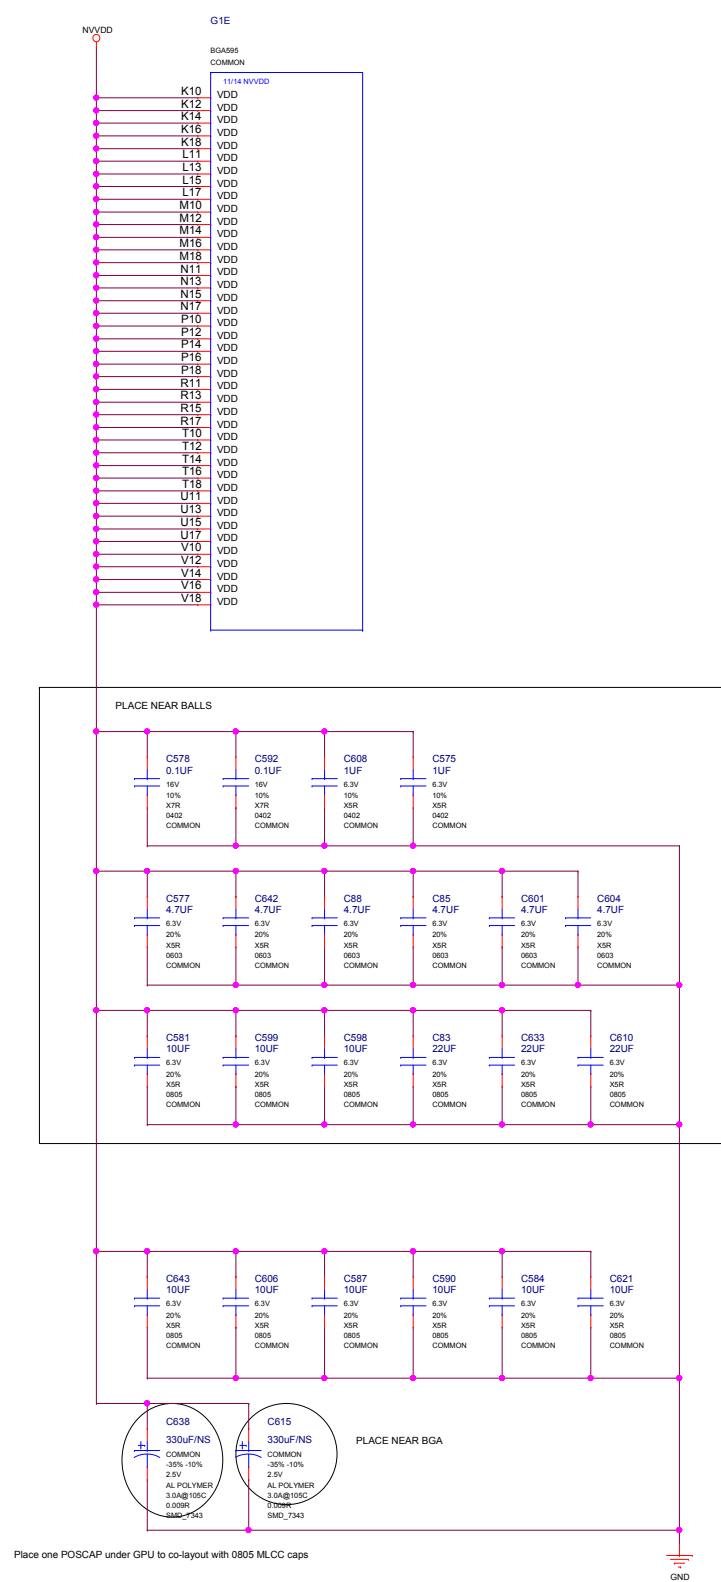 G1E
NVVDD
BGA595
COMMON
11/14 NVVDD
K10 VDD
K12 VDD
K14 VDD
K16 VDD
K18 VDD
L11 VDD
L13 VDD
L15 VDD
L17 VDD
M10 VDD
M12 VDD
M14 VDD
M16 VDD
M18 VDD
N11 VDD
N13 VDD
N15 VDD
N17 VDD
P10 VDD
P12 VDD
P14 VDD
P16 VDD
P18 VDD
R11 VDD
R13 VDD
R15 VDD
R17 VDD
T10 VDD
T12 VDD
T14 VDD
T16 VDD
T18 VDD
U11 VDD
U13 VDD
U15 VDD
U17 VDD
V10 VDD
V12 VDD
V14 VDD
V16 VDD
V18 VDD
PLACE NEAR BALLS
C578 C592 C608 C575
0.1UF 0.1UF 1UF 1UF
16V 16V 6.3V 6.3V
10% 10% 10% 10%
X7R X7R X5R X5R
0402 0402 0402 0402
COMMON COMMON COMMON COMMON
C577 C642 C88 C85 C601 C604
4.7UF 4.7UF 4.7UF 4.7UF 4.7UF 4.7UF
6.3V 6.3V 6.3V 6.3V 6.3V 6.3V
20% 20% 20% 20% 20% 20%
X5R X5R X5R X5R X5R X5R
0603 0603 0603 0603 0603 0603
COMMON COMMON COMMON COMMON COMMON COMMON
C581 C599 C598 C83 C633 C610
10UF 10UF 10UF 22UF 22UF 22UF
6.3V 6.3V 6.3V 6.3V 6.3V 6.3V
20% 20% 20% 20% 20% 20%
X5R X5R X5R X5R X5R X5R
0805 0805 0805 0805 0805 0805
COMMON COMMON COMMON COMMON COMMON COMMON
C643 C606 C587 C590 C584 C621
10UF 10UF 10UF 10UF 10UF 10UF
6.3V 6.3V 6.3V 6.3V 6.3V 6.3V
20% 20% 20% 20% 20% 20%
X5R X5R X5R X5R X5R X5R
0805 0805 0805 0805 0805 0805
COMMON COMMON COMMON COMMON COMMON COMMON
C638 C615
330uF/NS 330uF/NS PLACE NEAR BGA
COMMON COMMON
-35% -10% -35% -10%
2.5V 2.5V
AL POLYMER AL POLYMER
3.0A@105C 3.0A@105C
0.009R 0.009R
SMD_7343 SMD_7343
Place one POSCAP under GPU to co-layout with 0805 MLCC caps
GND